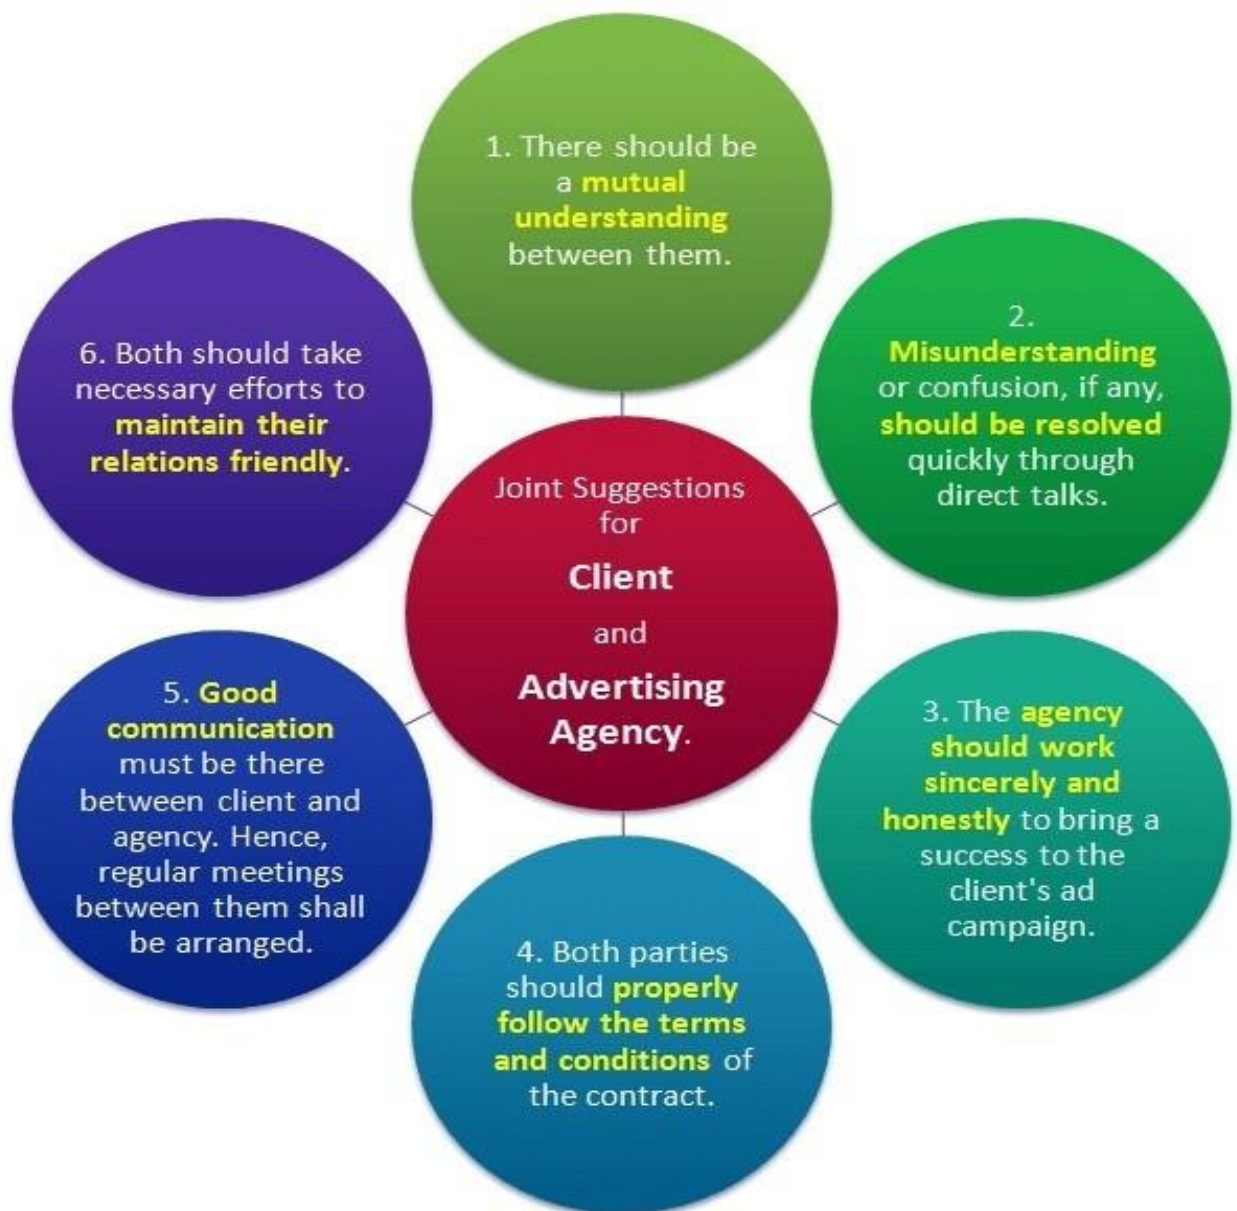 1. There should be
a mutual
understanding
between them.
2.
Misunderstanding
or confusion, if any,
should be resolved
quickly through
direct talks.
3. The agency
should work
sincerely and
honestly to bring a
success to the
client's ad
campaign.
4. Both parties
should properly
follow the terms
and conditions of
the contract.
5. Good
communication
must be there
between client and
agency. Hence,
regular meetings
between them shall
be arranged.
6. Both should take
necessary efforts to
maintain their
relations friendly.
Joint Suggestions
for
Client
and
Advertising
Agency.